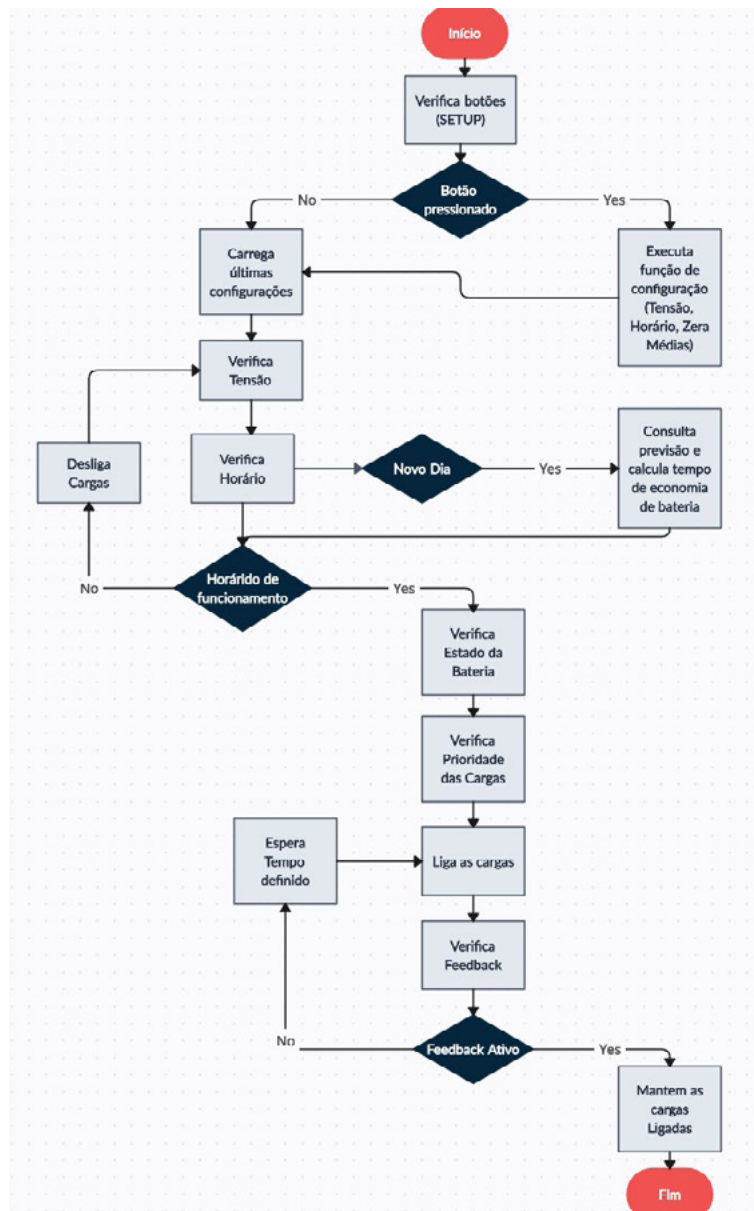 Início
Verifica botões
(SETUP)
Botão
pressionado
No
Yes
Carrega
últimas
configurações
Executa
função de
configuração
(Tensão,
Horário, Zera
Médias)
Verifica
Tensão
Desliga
Cargas
Verifica
Horário
Novo Dia
Yes
Consulta
previsão e
calcula tempo
de economia
de bateria
Horárido de
funcionamento
No
Yes
Verifica
Estado da
Bateria
Verifica
Prioridade
das Cargas
Espera
Tempo
definido
Liga as cargas
Verifica
Feedback
Feedback Ativo
No
Yes
Mantem as
cargas
Ligadas
Fim